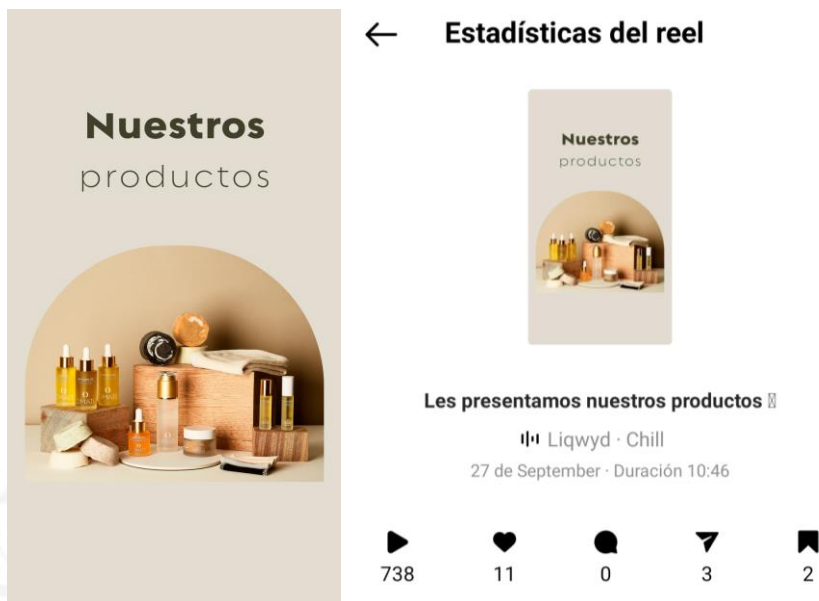 Nuestros
productos
Estadísticas del reel
Nuestros
productos
Les presentamos nuestros productos
Liqwyd · Chill
27 de September · Duración 10:46
738 11 0 3 2